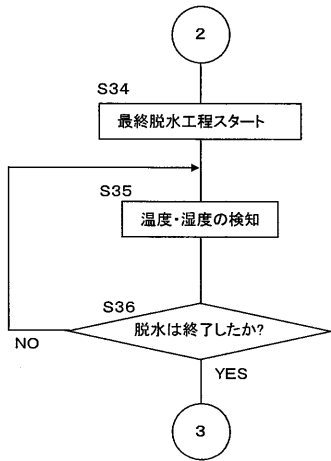 2
S34
最終脱水工程スタート
S35
温度・湿度の検知
S36
脱水は終了したか?
NO
YES
3